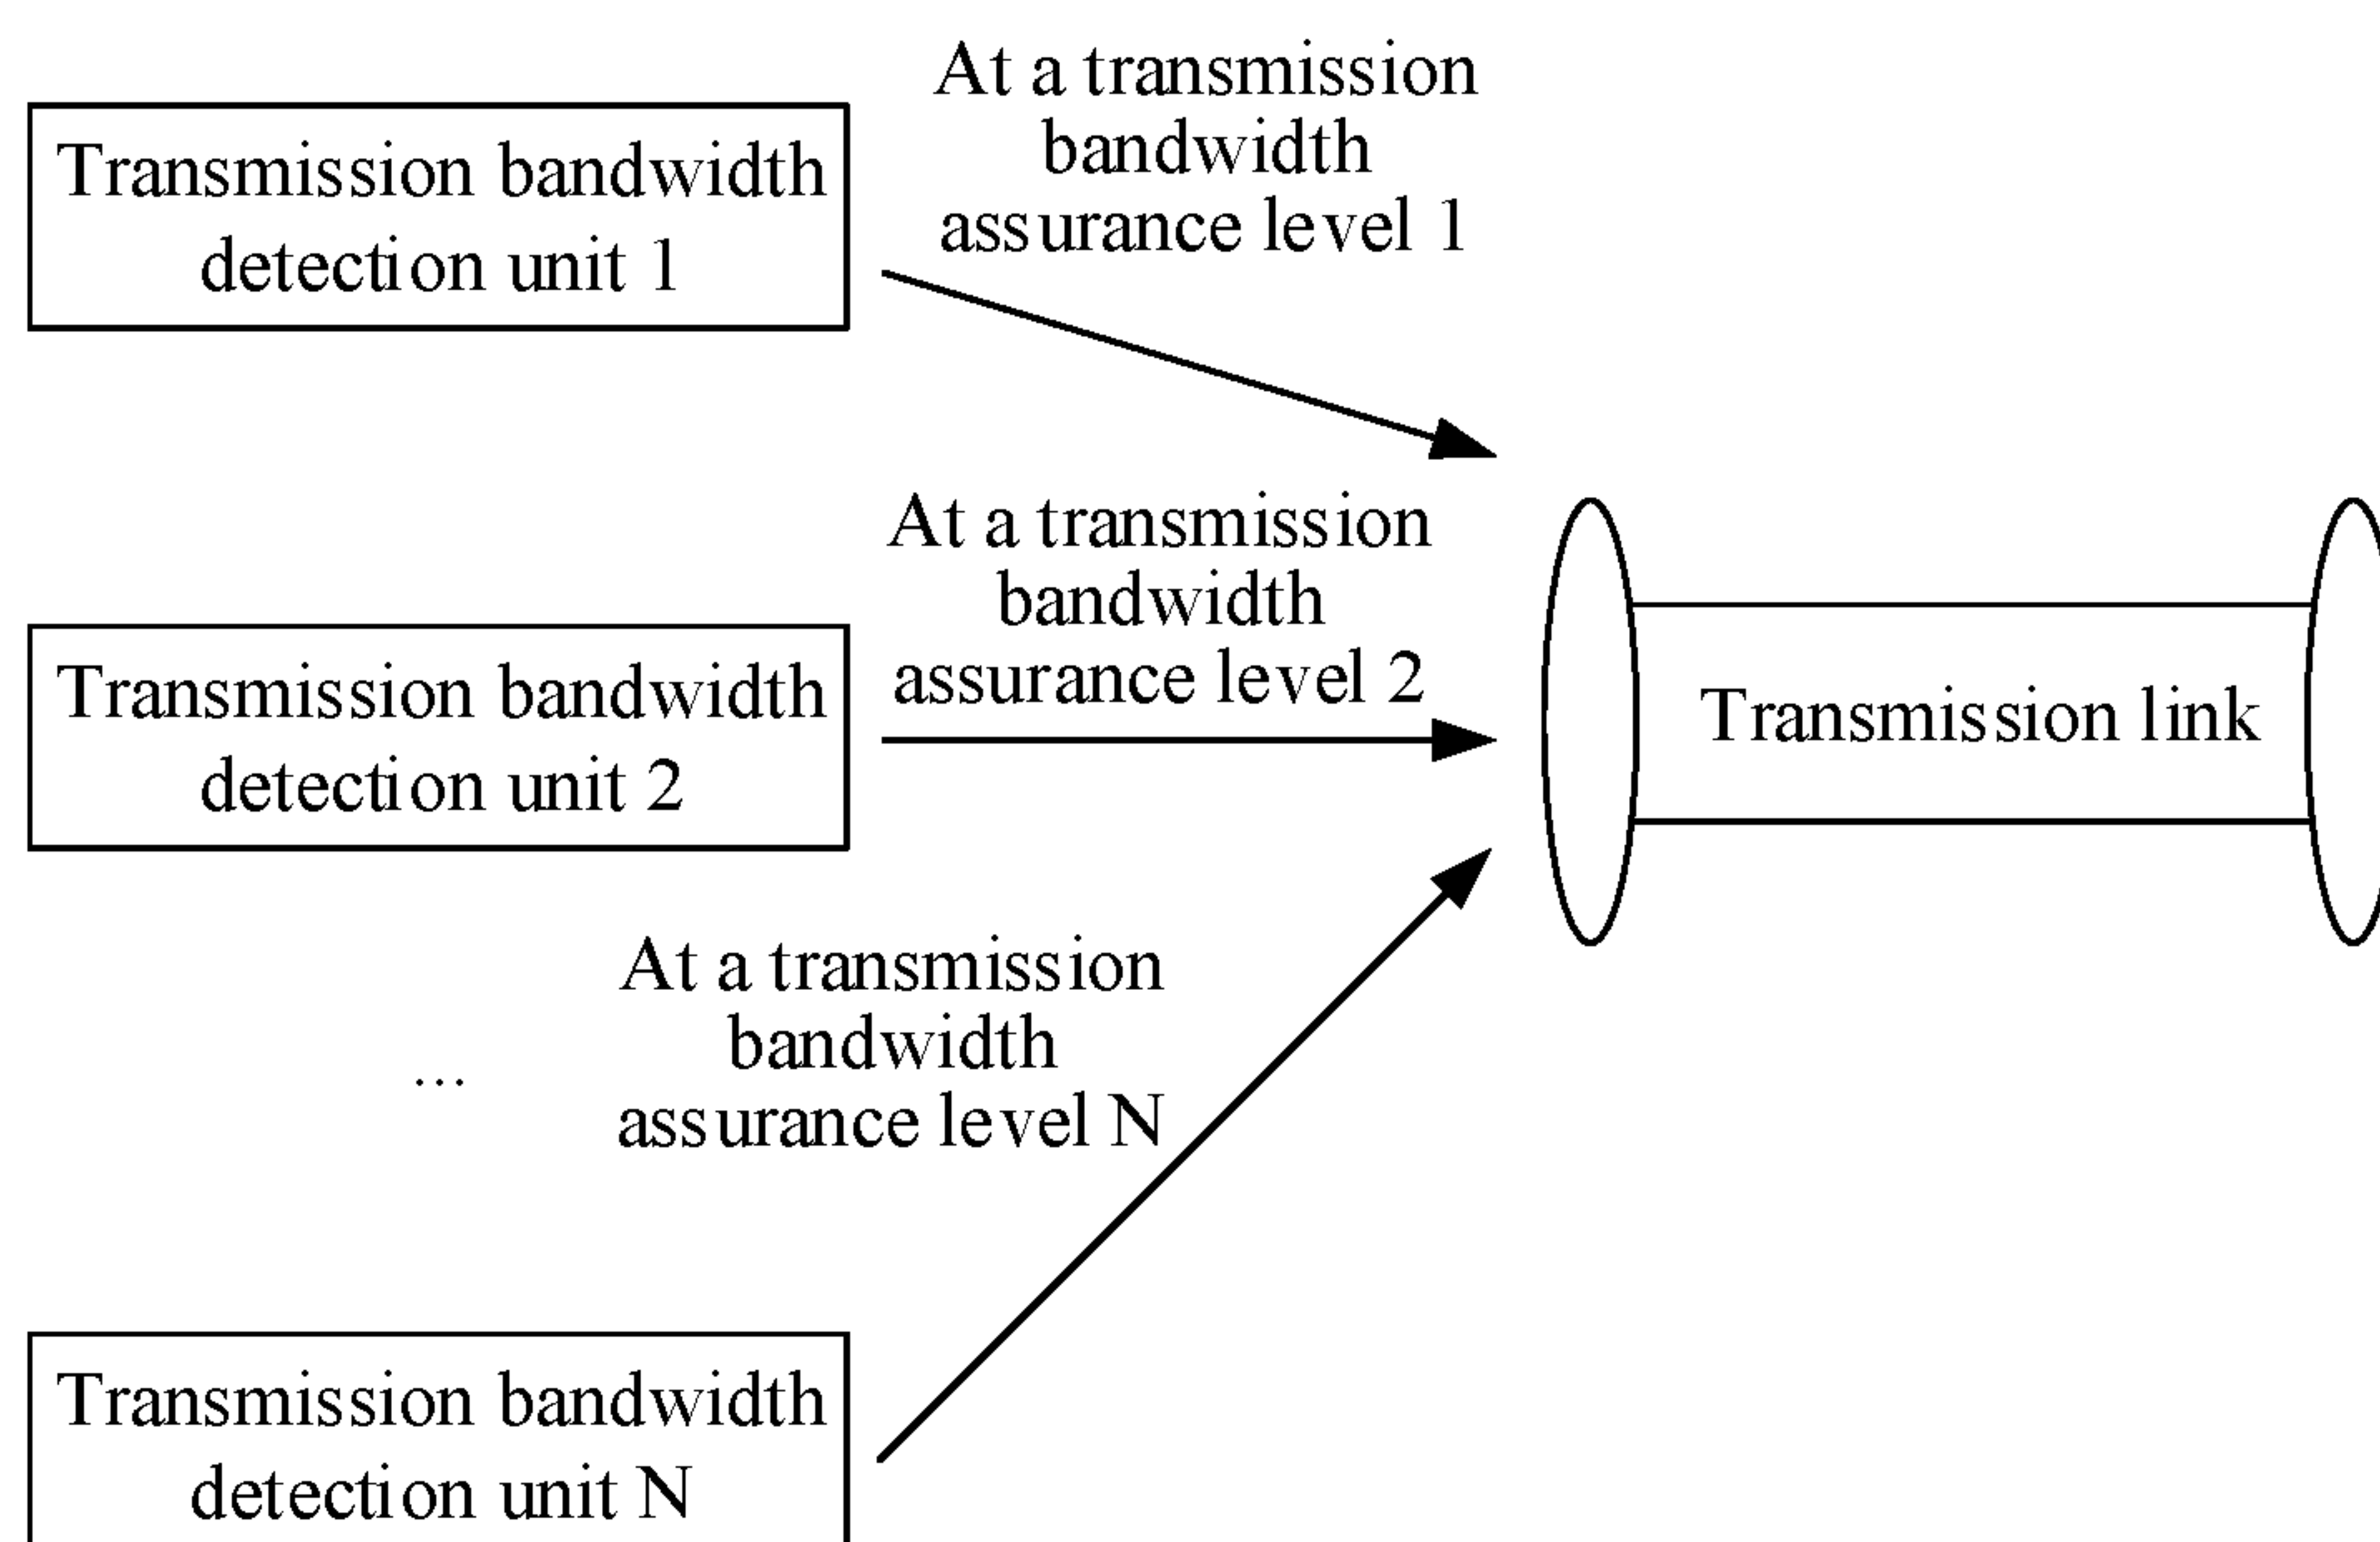 Transmission bandwidth
detection unit 1
At a transmission
bandwidth
assurance level 1
Transmission bandwidth
detection unit 2
At a transmission
bandwidth
assurance level 2
Transmission link
...
At a transmission
bandwidth
assurance level N
Transmission bandwidth
detection unit N